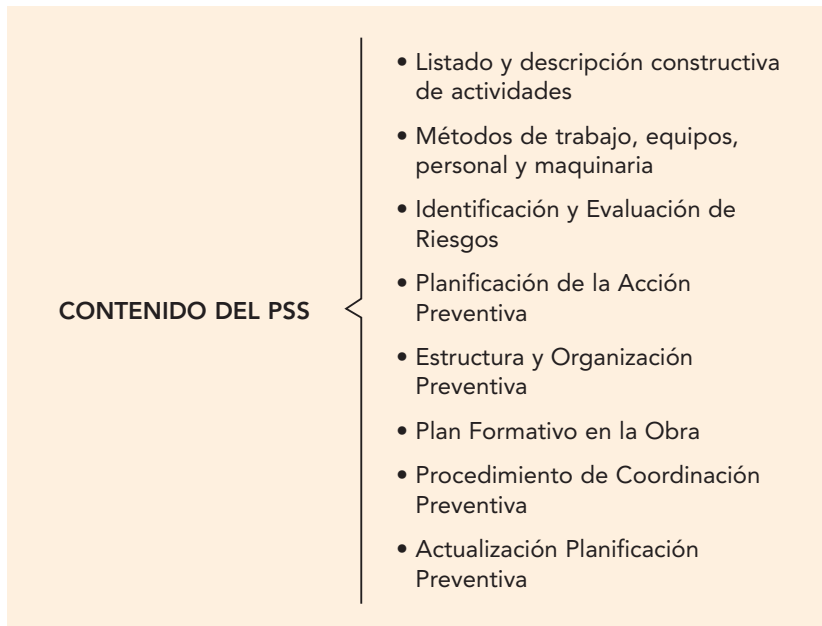 CONTENIDO DEL PSS
• Listado y descripción constructiva
de actividades
• Métodos de trabajo, equipos,
personal y maquinaria
• Identificación y Evaluación de
Riesgos
• Planificación de la Acción
Preventiva
• Estructura y Organización
Preventiva
• Plan Formativo en la Obra
• Procedimiento de Coordinación
Preventiva
• Actualización Planificación
Preventiva